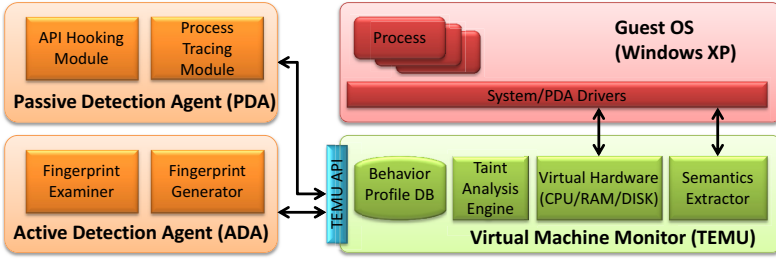 API Hooking
Module
Process
Tracing
Module
Passive Detection Agent (PDA)
Fingerprint
Examiner
Fingerprint
Generator
Active Detection Agent (ADA)
Process
Guest OS
(Windows XP)
System/PDA Drivers
TEMU API
Behavior
Profile DB
Taint
Analysis
Engine
Virtual Hardware
(CPU/RAM/DISK)
Semantics
Extractor
Virtual Machine Monitor (TEMU)